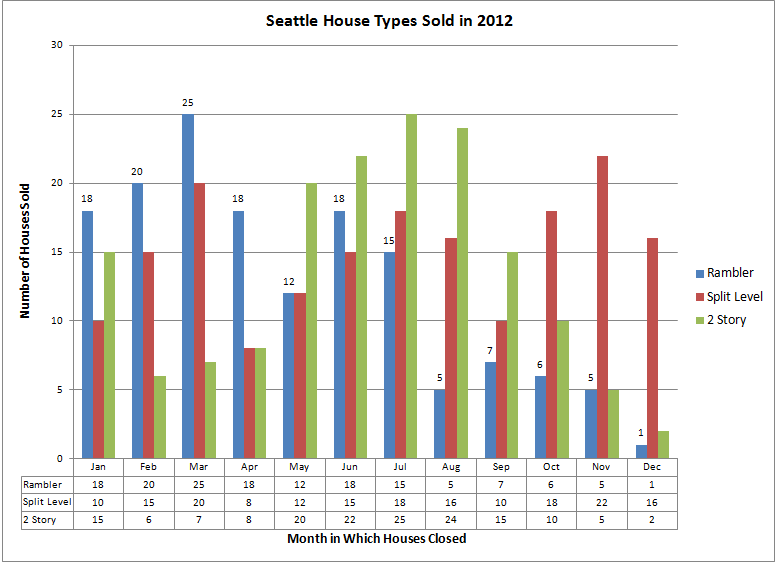 Seattle House Types Sold in 2012
Number of Houses Sold
30
25
20
15
10
5
0
18
20
25
18
12
18
15
5
7
6
5
1
Rambler
Split Level
2 Story
Jan Feb Mar Apr May Jun Jul Aug Sep Oct Nov Dec
Rambler 18 20 25 18 12 18 15 5 7 6 5 1
Split Level 10 15 20 8 12 15 18 16 10 18 22 16
2 Story 15 6 7 8 20 22 25 24 15 10 5 2
Month in Which Houses Closed